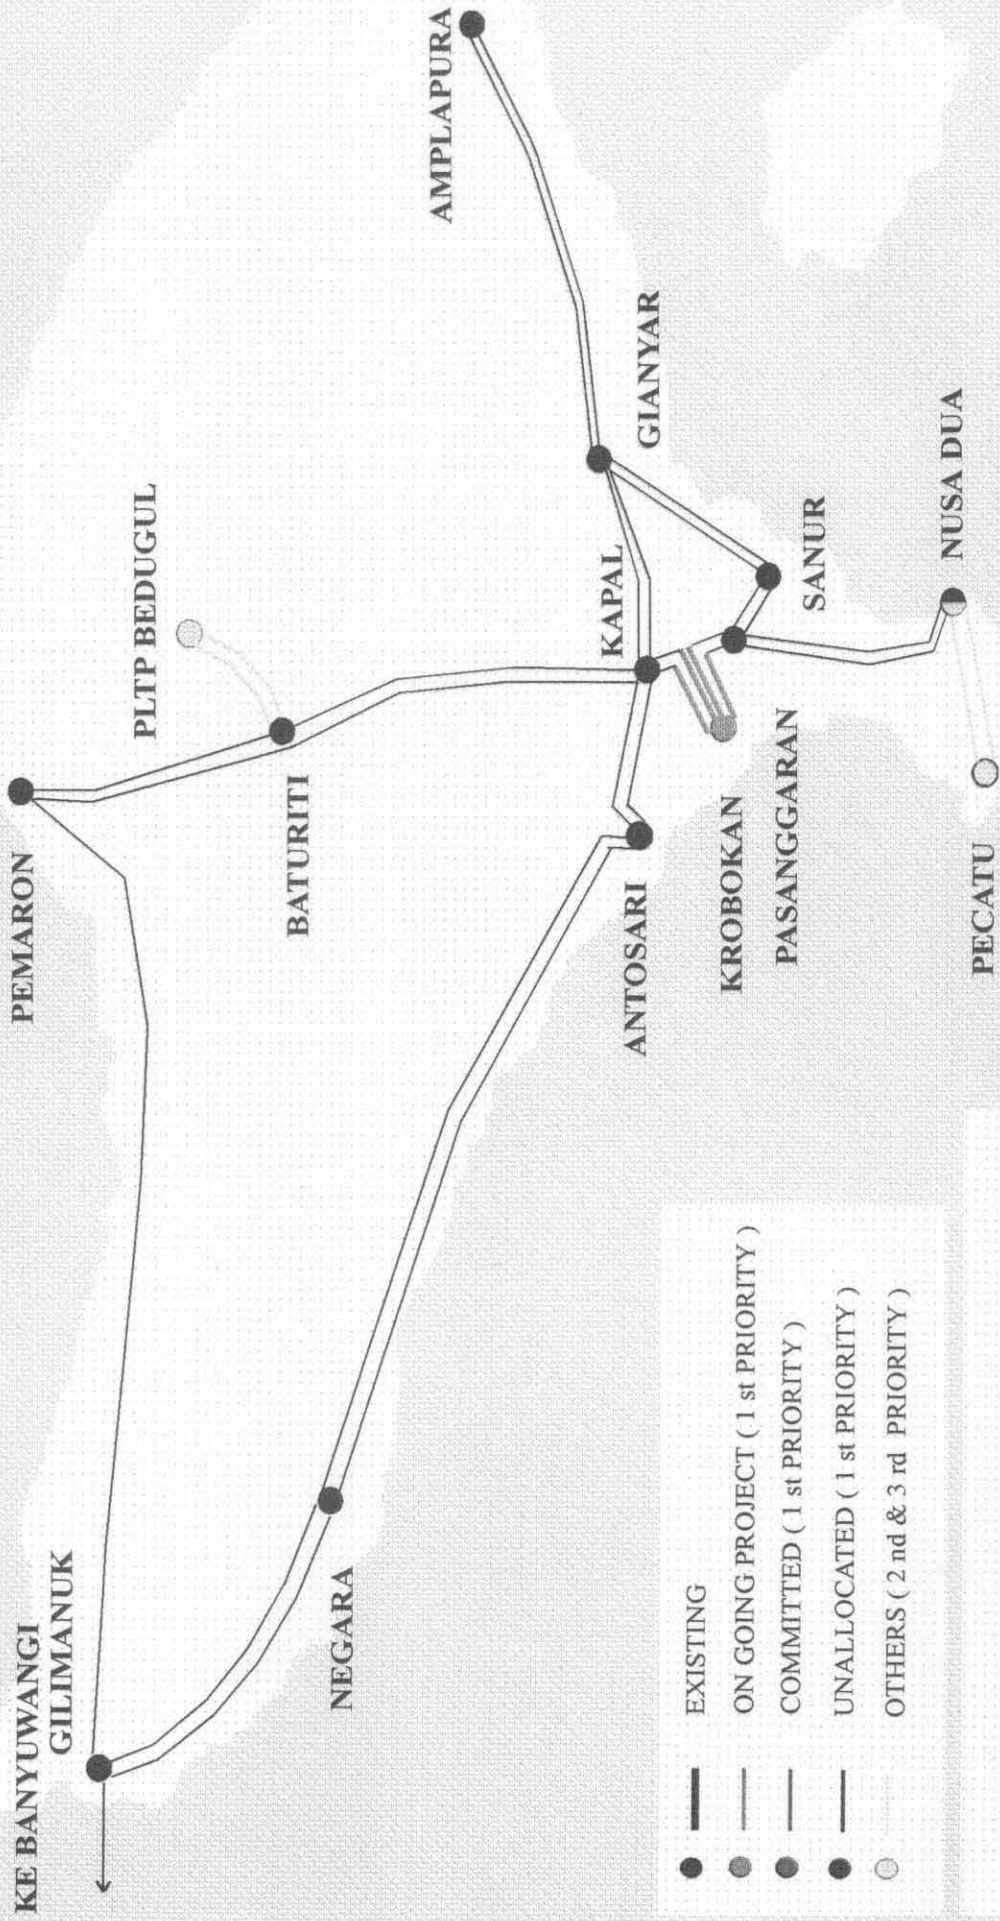 KE BANYUWANGI
GILIMANUK
PEMARON
PLTP BEDUGUL
BATURITI
AMPLAPURA
NEGARA
ANTOSARI
KAPAL
GIANYAR
KROBOKAN
PASANGGARAN
SANUR
PECATU
NUSA DUA
EXISTING
ON GOING PROJECT ( 1 st PRIORITY )
COMMITTED ( 1 st PRIORITY )
UNALLOCATED ( 1 st PRIORITY )
OTHERS ( 2 nd & 3 rd PRIORITY )